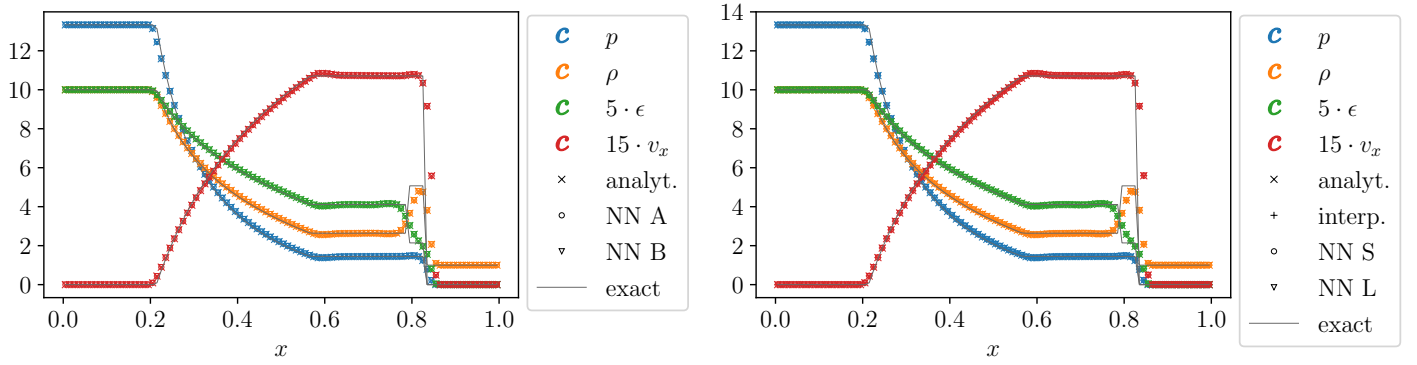 12
10
8
6
4
2
0
0.0 0.2 0.4 0.6 0.8 1.0
x
C p
C ρ
C 5 · ϵ
C 15 · vₓ
analyt.
NN A
NN B
exact
14
12
10
8
6
4
2
0
0.0 0.2 0.4 0.6 0.8 1.0
x
C p
C ρ
C 5 · ϵ
C 15 · vₓ
analyt.
interp.
NN S
NN L
exact